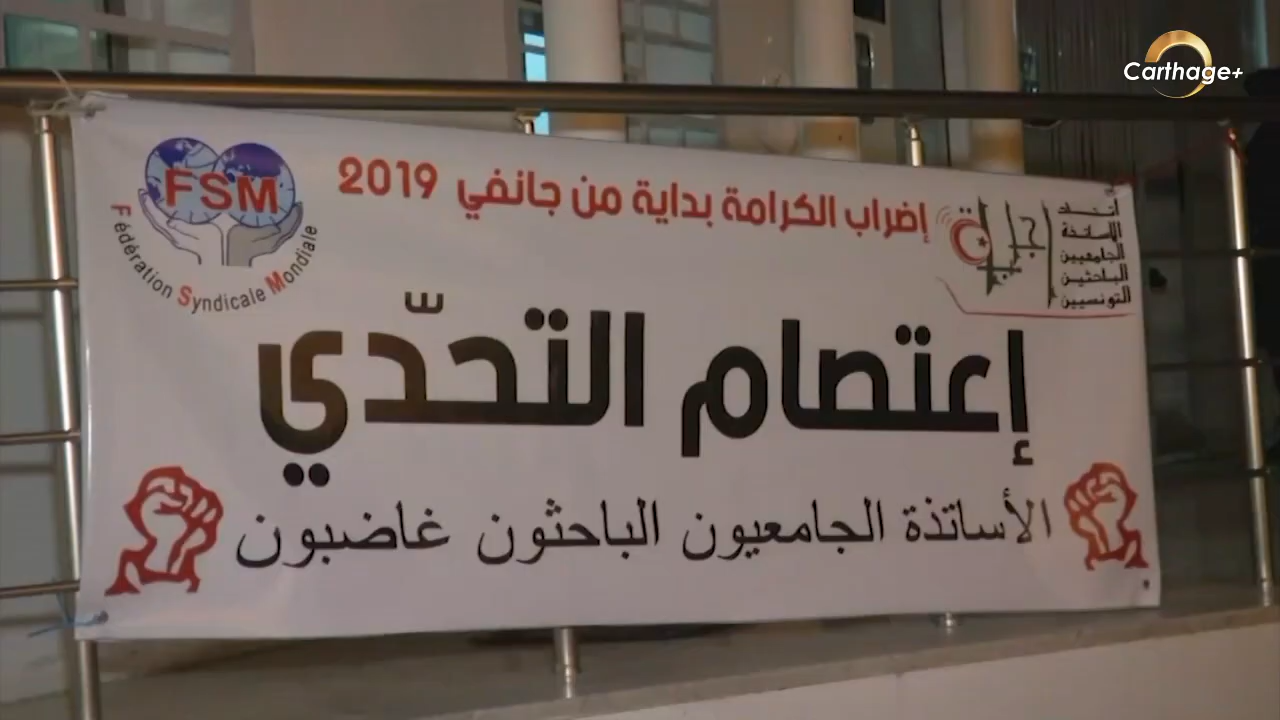 Carthage+
إضراب الكرامة بداية من جانفي 2019
إجابة
اتحاد
الأساتذة
الجامعيين
الباحثين
التونسيين
FSM
Fédération Syndicale Mondiale
إعتصام التحدّي
الأساتذة الجامعيون الباحثون غاضبون